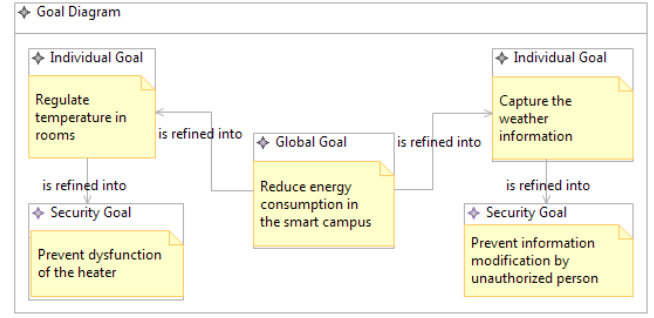 Goal Diagram
Individual Goal
Regulate
temperature in
rooms
Individual Goal
Capture the
weather
information
is refined into
Global Goal
is refined into
Reduce energy
consumption in
the smart campus
is refined into
is refined into
Security Goal
Prevent dysfunction
of the heater
Security Goal
Prevent information
modification by
unauthorized person